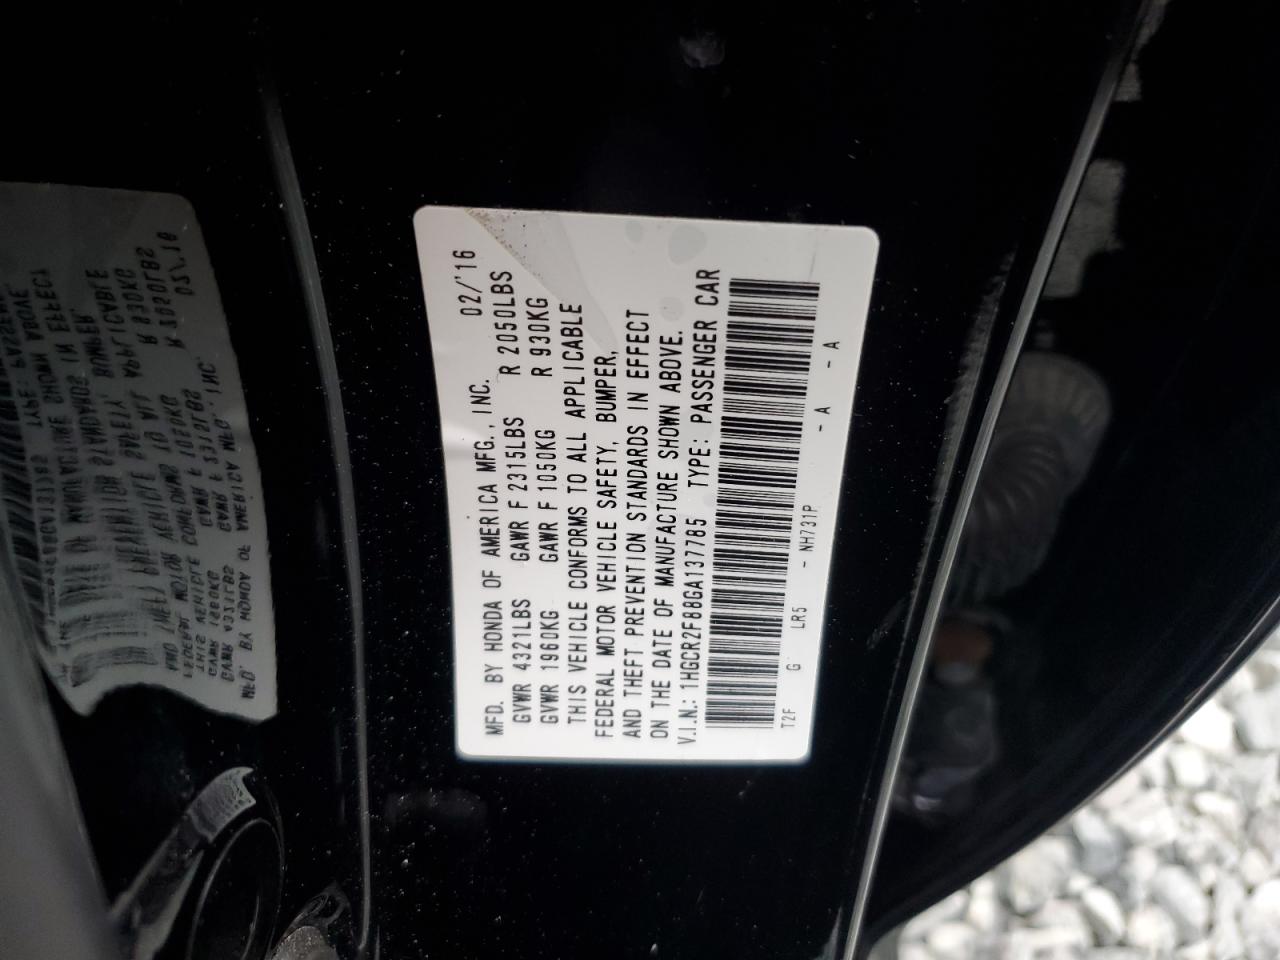 MFD. BY HONDA OF AMERICA MFG., INC. 02/'16
GVWR 4321LBS GAWR F 2315LBS R 2050LBS
GVWR 1960KG GAWR F 1050KG R 930KG
THIS VEHICLE CONFORMS TO ALL APPLICABLE
FEDERAL MOTOR VEHICLE SAFETY, BUMPER,
AND THEFT PREVENTION STANDARDS IN EFFECT
ON THE DATE OF MANUFACTURE SHOWN ABOVE.
V.I.N.: 1HGCR2F88GA137785 TYPE: PASSENGER CAR
T2F G LR5 - NH731P - A - A